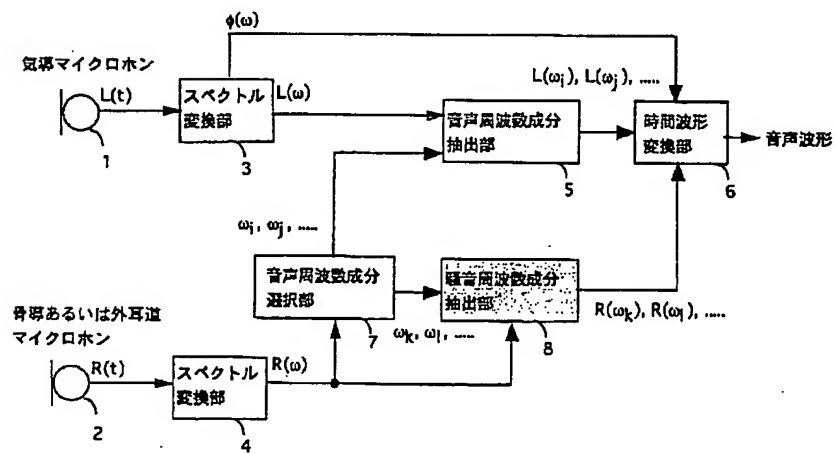 φ(ω)
気導マイクロホン
L(t)
1
スペクトル
変換部
3
L(ω)
音声周波数成分
抽出部
5
L(ωi), L(ωj), .....
時間波形
変換部
6
音声波形
ωi, ωj, .....
音声周波数成分
選択部
7
ωk, ωl, .....
騒音周波数成分
抽出部
8
R(ωk), R(ωl), .....
骨導あるいは外耳道
マイクロホン
R(t)
2
スペクトル
変換部
4
R(ω)